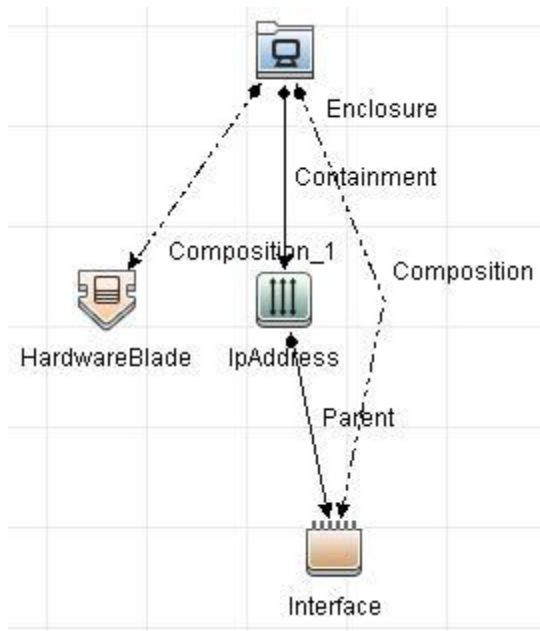 Enclosure
Containment
Composition_1
Composition
HardwareBlade
IpAddress
Parent
Interface